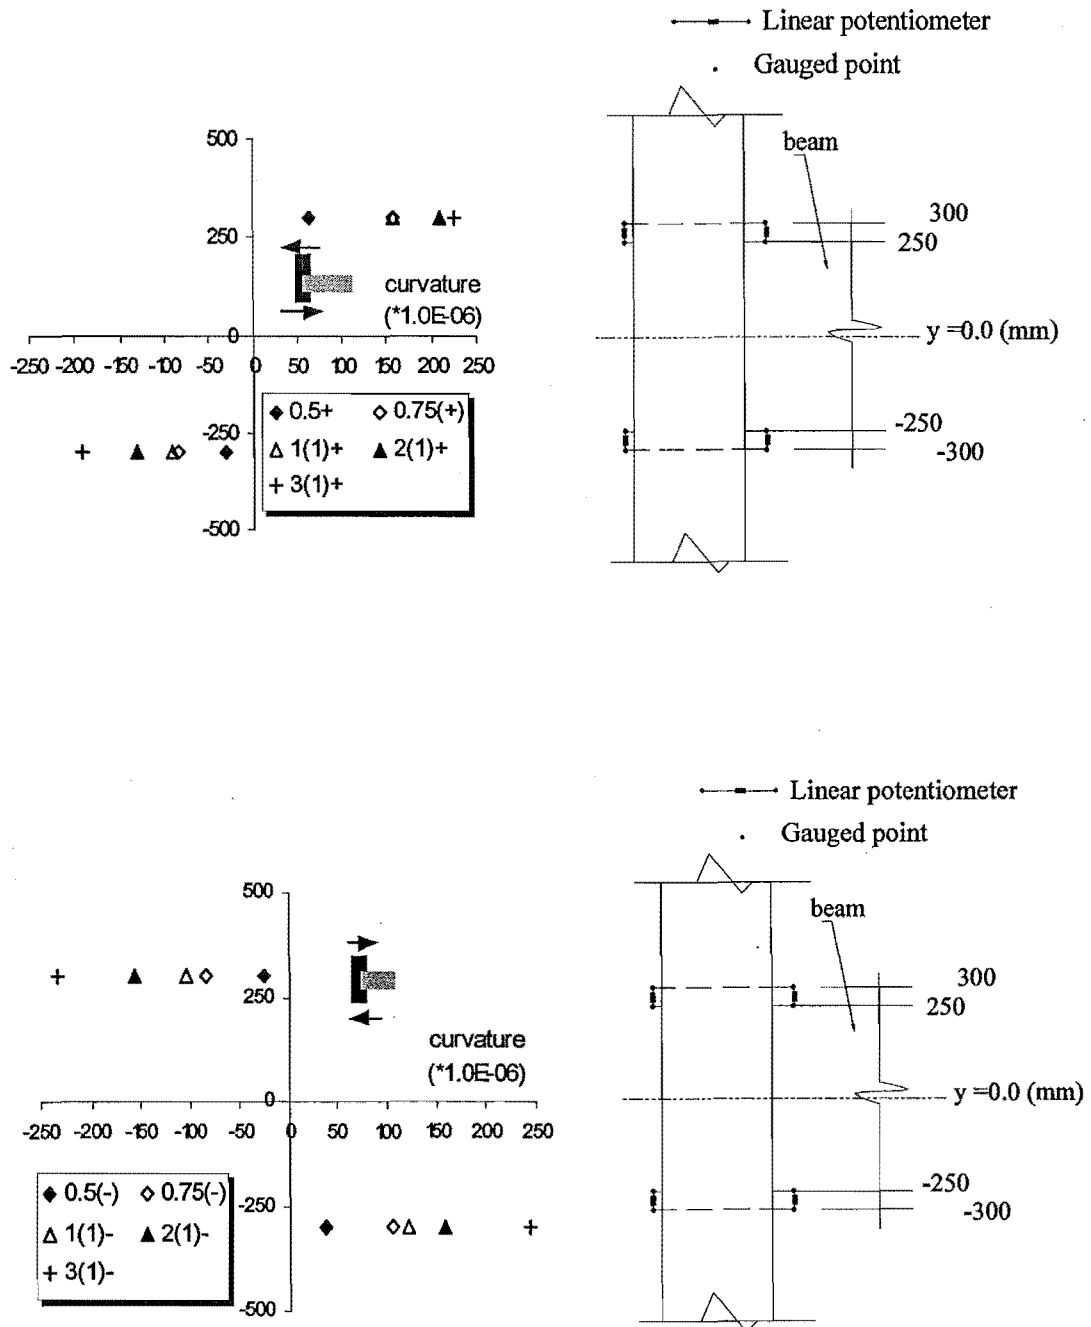 Linear potentiometer
Gauged point
500
250
0
-250 -200 -150 -100 -50 0 50 100 150 200 250
-250
-500
curvature
(*1.0E-06)
0.5+ 0.75(+)
1(1)+ 2(1)+
3(1)+
beam
300
250
y =0.0 (mm)
-250
-300
Linear potentiometer
Gauged point
500
250
0
-250 -200 -150 -100 -50 0 50 100 150 200 250
-250
-500
curvature
(*1.0E-06)
0.5(-) 0.75(-)
1(1)- 2(1)-
3(1)-
beam
300
250
y =0.0 (mm)
-250
-300